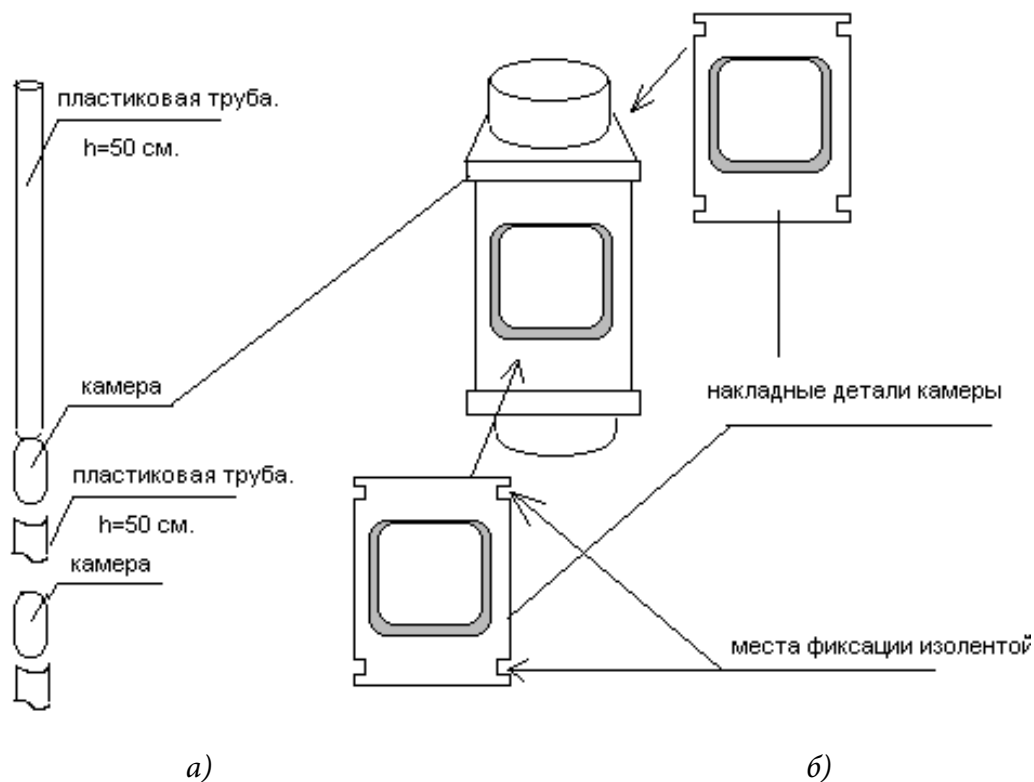 пластиковая труба.
h=50 см.
камера
накладные детали камеры
пластиковая труба.
h=50 см.
камера
места фиксации изолентой
а)
б)